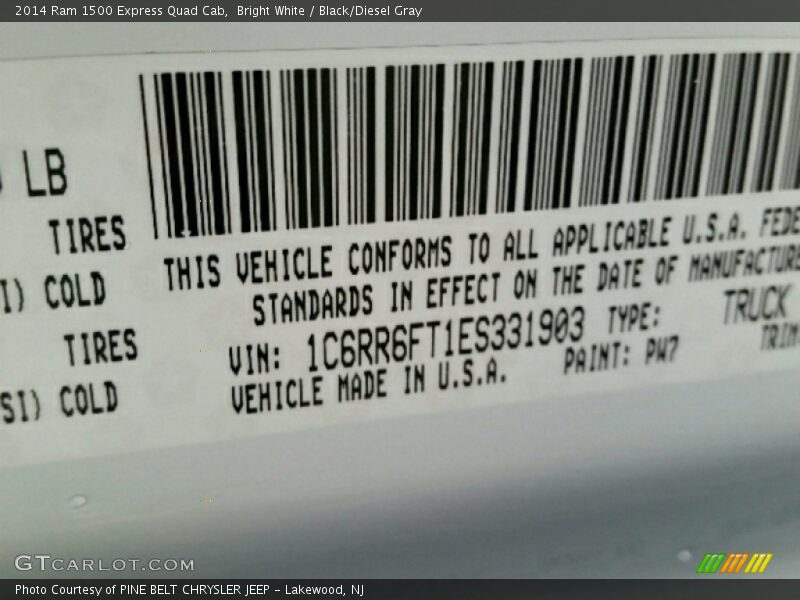 2014 Ram 1500 Express Quad Cab,  Bright White / Black/Diesel Gray
LB
TIRES
COLD
TIRES
COLD
THIS VEHICLE CONFORMS TO ALL APPLICABLE U.S.A.
STANDARDS IN EFFECT ON THE DATE OF MANUFACTURE
VIN: 1C6RR6FT1ES331903 TYPE: TRUCK
VEHICLE MADE IN U.S.A. PAINT: PW7
GTCARLOT.COM
Photo Courtesy of PINE BELT CHRYSLER JEEP – Lakewood, NJ